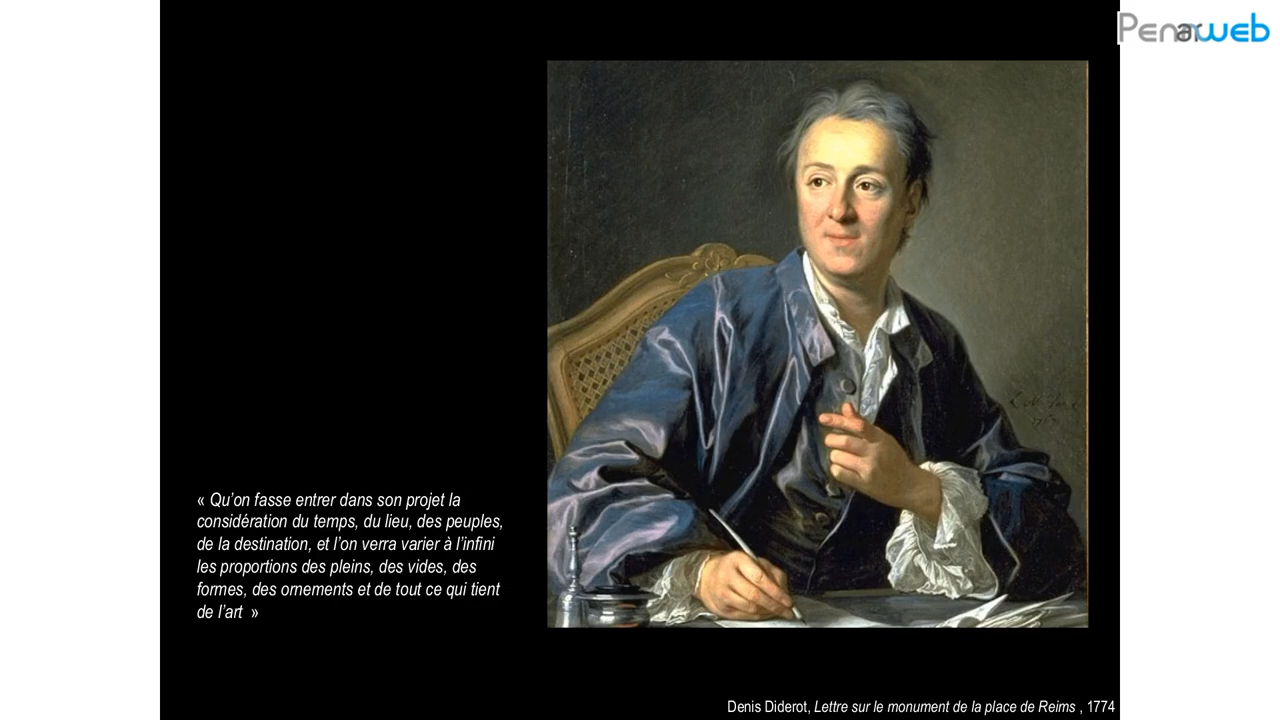 Penarweb
« Qu’on fasse entrer dans son projet la
considération du temps, du lieu, des peuples,
de la destination, et l’on verra varier à l’infini
les proportions des pleins, des vides, des
formes, des ornements et de tout ce qui tient
de l’art »
Denis Diderot, Lettre sur le monument de la place de Reims , 1774